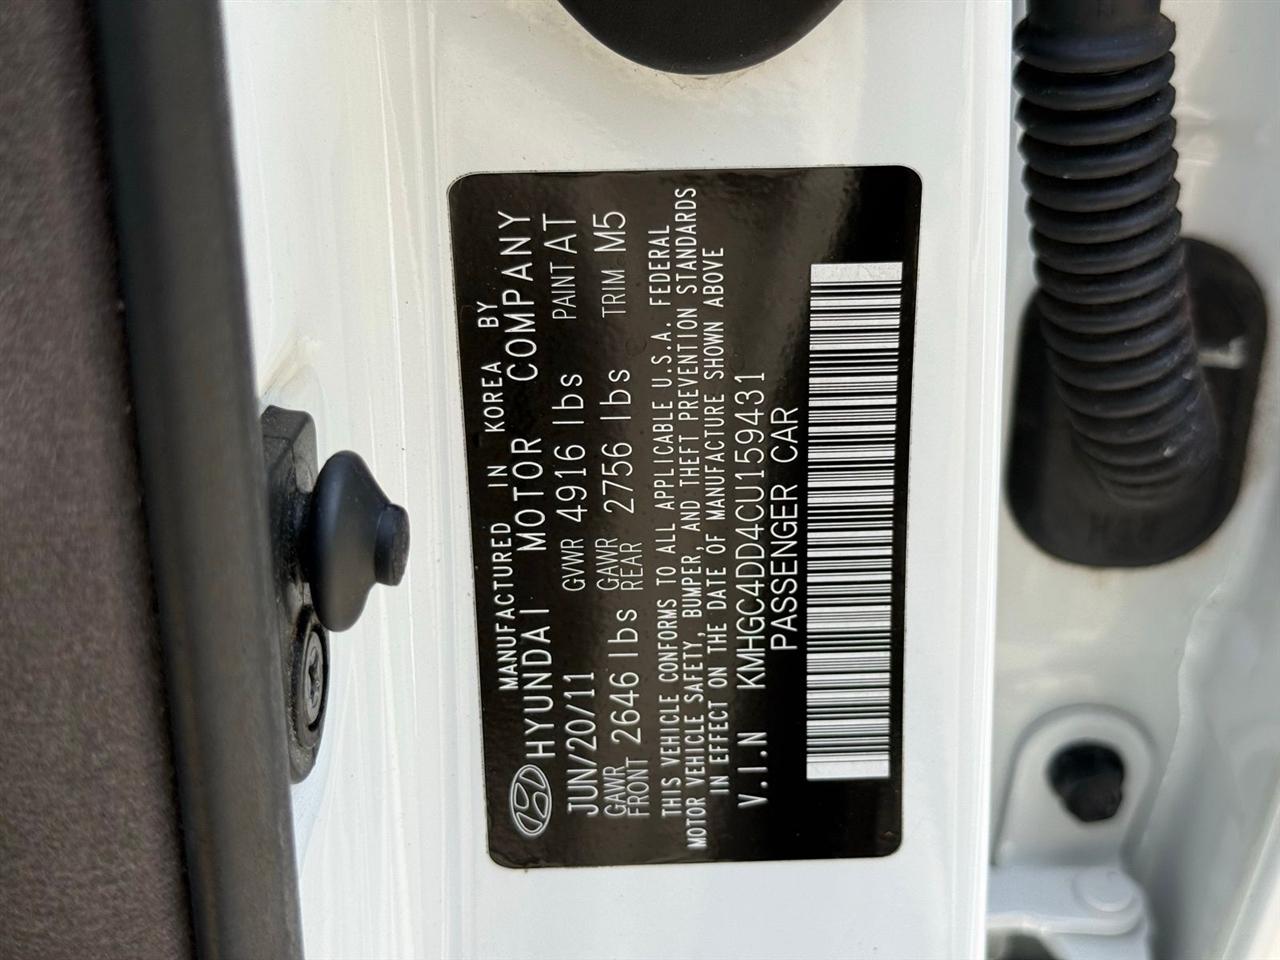 MANUFACTURED IN KOREA BY
HYUNDAI MOTOR COMPANY
JUN/20/11 GVWR 4916 lbs PAINT AT
GAWR FRONT 2646 lbs GAWR REAR 2756 lbs TRIM M5
THIS VEHICLE CONFORMS TO ALL APPLICABLE U.S.A. FEDERAL
MOTOR VEHICLE SAFETY, BUMPER, AND THEFT PREVENTION STANDARDS
IN EFFECT ON THE DATE OF MANUFACTURE SHOWN ABOVE
V.I.N KMHGC4DD4CU159431
PASSENGER CAR